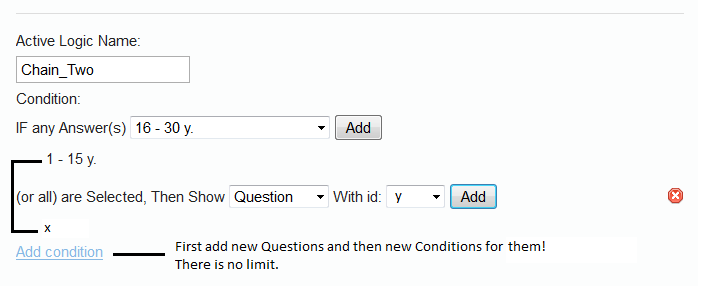 Active Logic Name:
Chain_Two
Condition:
IF any Answer(s) 16 - 30 y. Add
1 - 15 y.
(or all) are Selected, Then Show Question With id: y Add
x
Add condition First add new Questions and then new Conditions for them!
There is no limit.